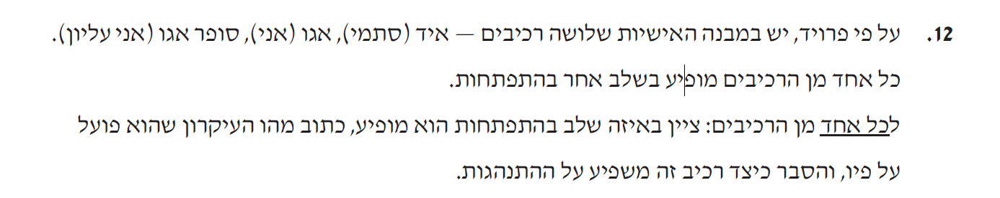 12. על פי פרויד, יש במבנה האישיות שלושה רכיבים — איד (סתמי), אגו (אני), סופר אגו (אני עליון).
כל אחד מן הרכיבים מופיע בשלב אחר בהתפתחות.
לכל אחד מן הרכיבים: ציין באיזה שלב בהתפתחות הוא מופיע, כתוב מהו העיקרון שהוא פועל
על פיו, והסבר כיצד רכיב זה משפיע על ההתנהגות.